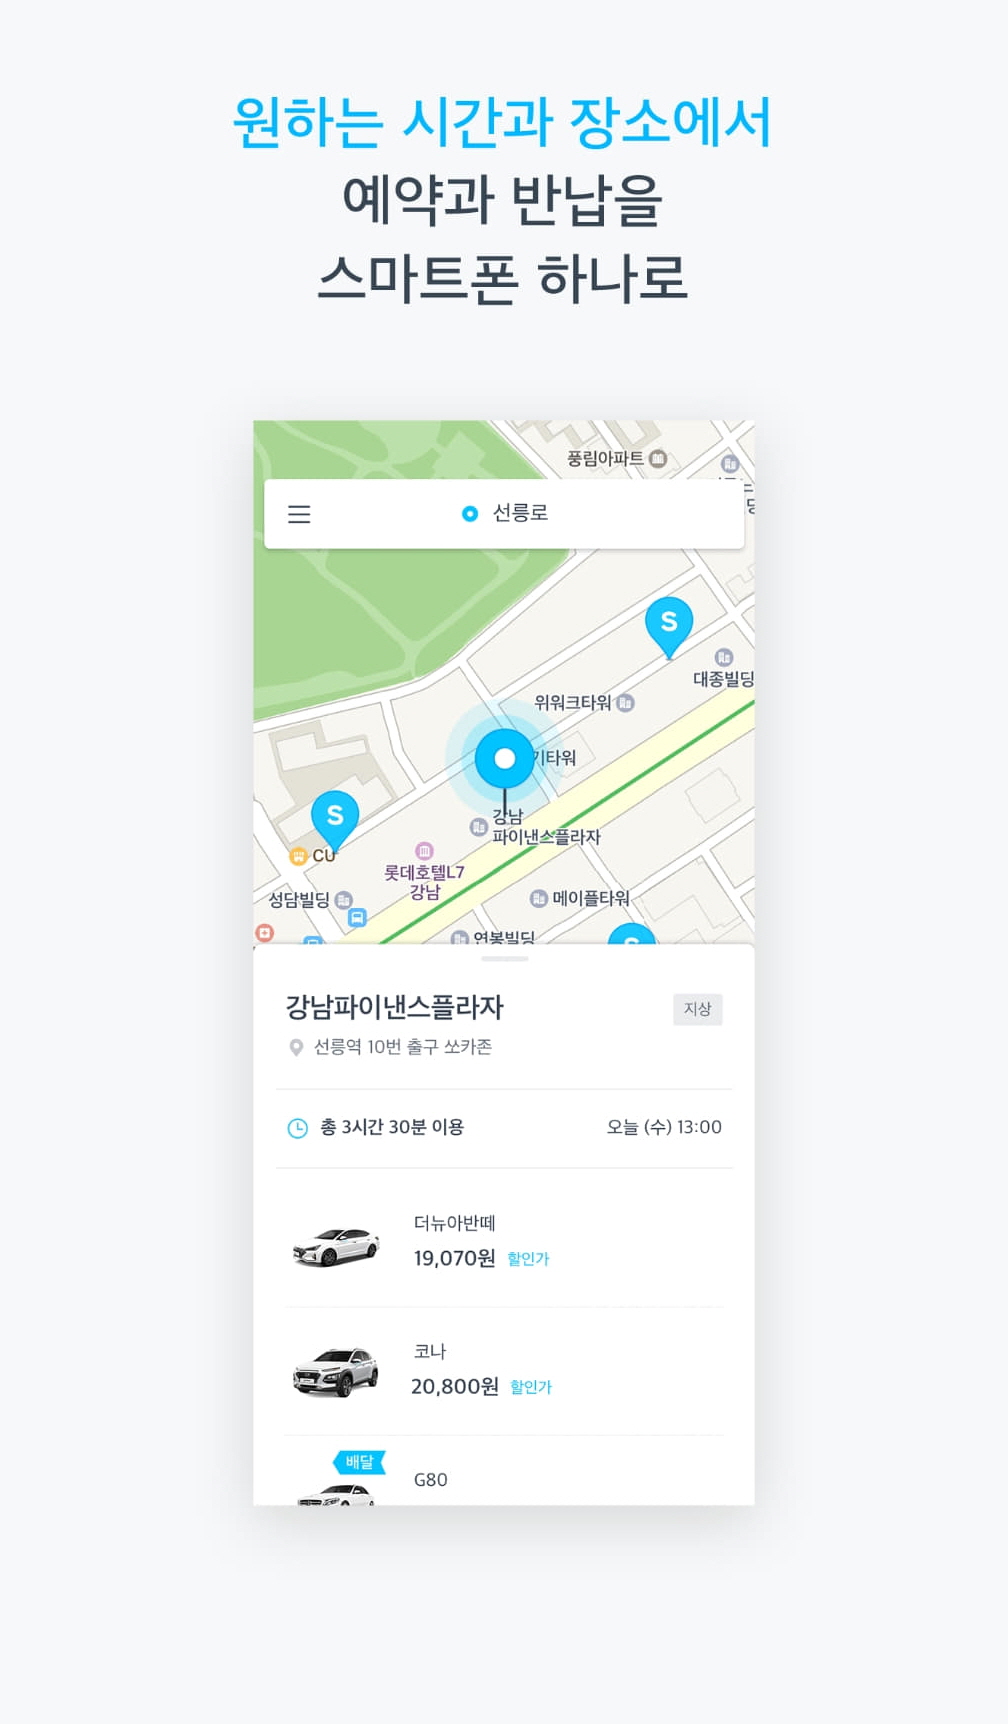 원하는 시간과 장소에서
예약과 반납을
스마트폰 하나로
풍림아파트
선릉로
S
대종빌딩
위워크타워
기타워
S
강남
파이낸스플라자
CU
롯데호텔L7
강남
성담빌딩
메이플타워
연봉빌딩
강남파이낸스플라자
지상
선릉역 10번 출구 쏘카존
총 3시간 30분 이용
오늘 (수) 13:00
더뉴아반떼
19,070원 할인가
코나
20,800원 할인가
배달
G80